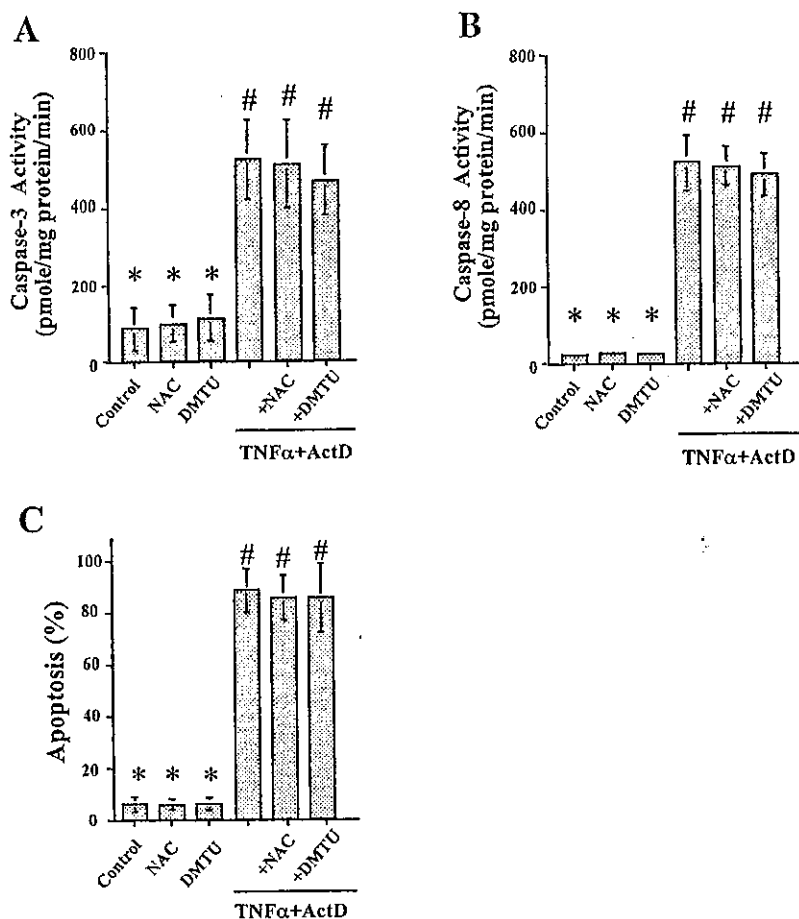 A
800
600
400
200
0
Caspase-3 Activity
(pmole/mg protein/min)
* * * # # #
Control NAC DMTU +NAC +DMTU
TNFα+ActD
B
800
600
400
200
0
Caspase-8 Activity
(pmole/mg protein/min)
* * * # # #
Control NAC DMTU +NAC +DMTU
TNFα+ActD
C
100
80
60
40
20
0
Apoptosis (%)
* * * # # #
Control NAC DMTU +NAC +DMTU
TNFα+ActD